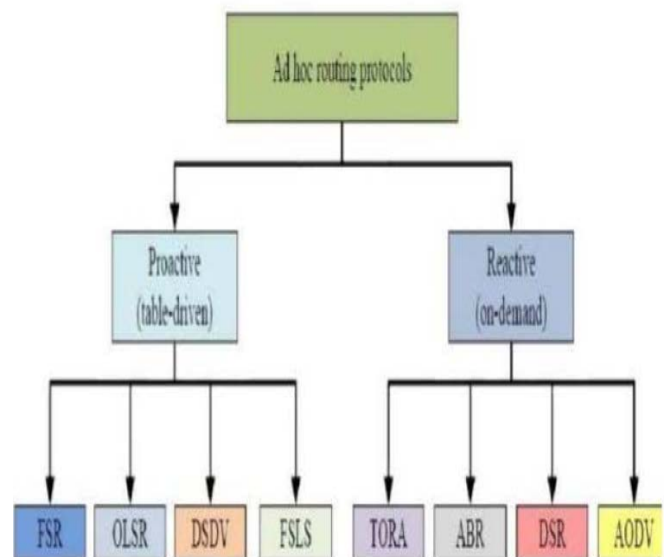 Ad hoc routing protocols
Proactive
(table-driven)
Reactive
(on-demand)
FSR
OLSR
DSDV
FSLS
TORA
ABR
DSR
AODV